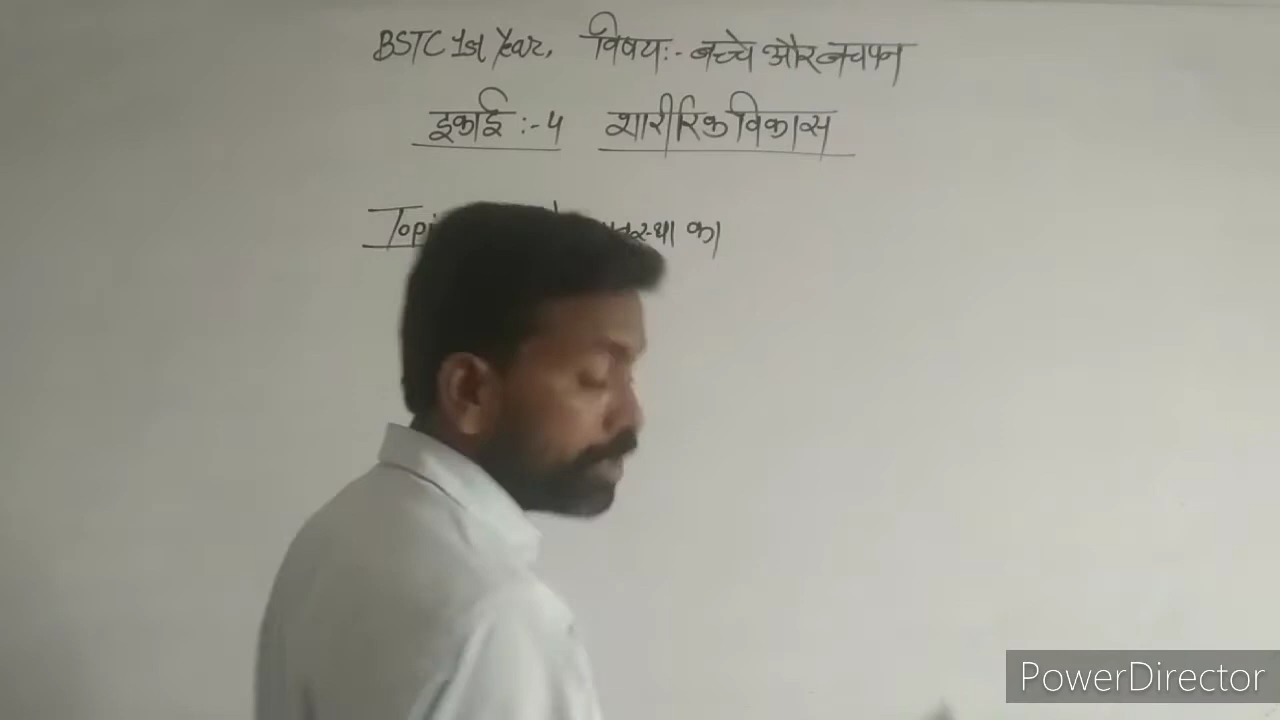 BSTC 1st Year, विषय:- बच्चे और बचपन
इकाई :- 4 शारीरिक विकास
का
PowerDirector